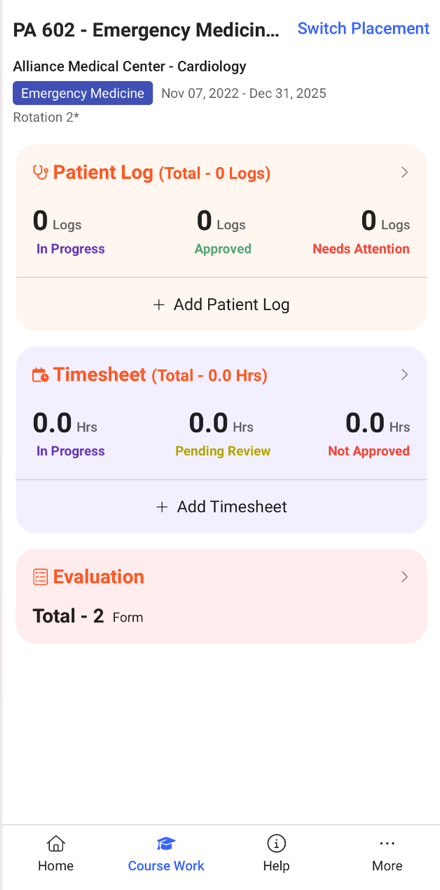 PA 602 - Emergency Medicin... Switch Placement
Alliance Medical Center - Cardiology
Emergency Medicine Nov 07, 2022 - Dec 31, 2025
Rotation 2*
Patient Log (Total - 0 Logs)
0 Logs 0 Logs 0 Logs
In Progress Approved Needs Attention
+ Add Patient Log
Timesheet (Total - 0.0 Hrs)
0.0 Hrs 0.0 Hrs 0.0 Hrs
In Progress Pending Review Not Approved
+ Add Timesheet
Evaluation
Total - 2 Form
Home Course Work Help More